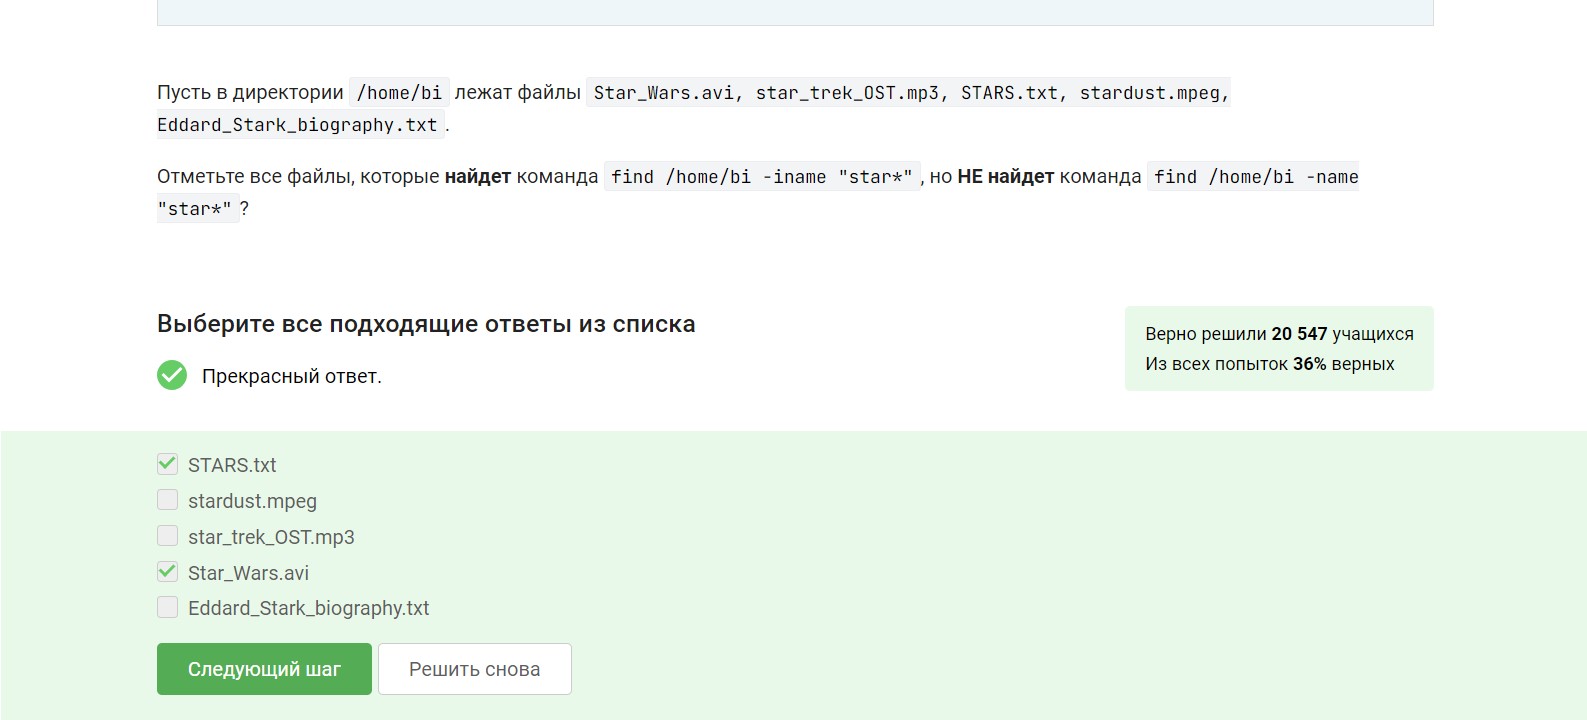 Пусть в директории /home/bi лежат файлы Star_Wars.avi, star_trek_OST.mp3, STARS.txt, stardust.mpeg,
Eddard_Stark_biography.txt.
Отметьте все файлы, которые найдет команда find /home/bi -iname "star*", но НЕ найдет команда find /home/bi -name
"star*"?
Выберите все подходящие ответы из списка
Верно решили 20 547 учащихся
Из всех попыток 36% верных
Прекрасный ответ.
STARS.txt
stardust.mpeg
star_trek_OST.mp3
Star_Wars.avi
Eddard_Stark_biography.txt
Следующий шаг
Решить снова